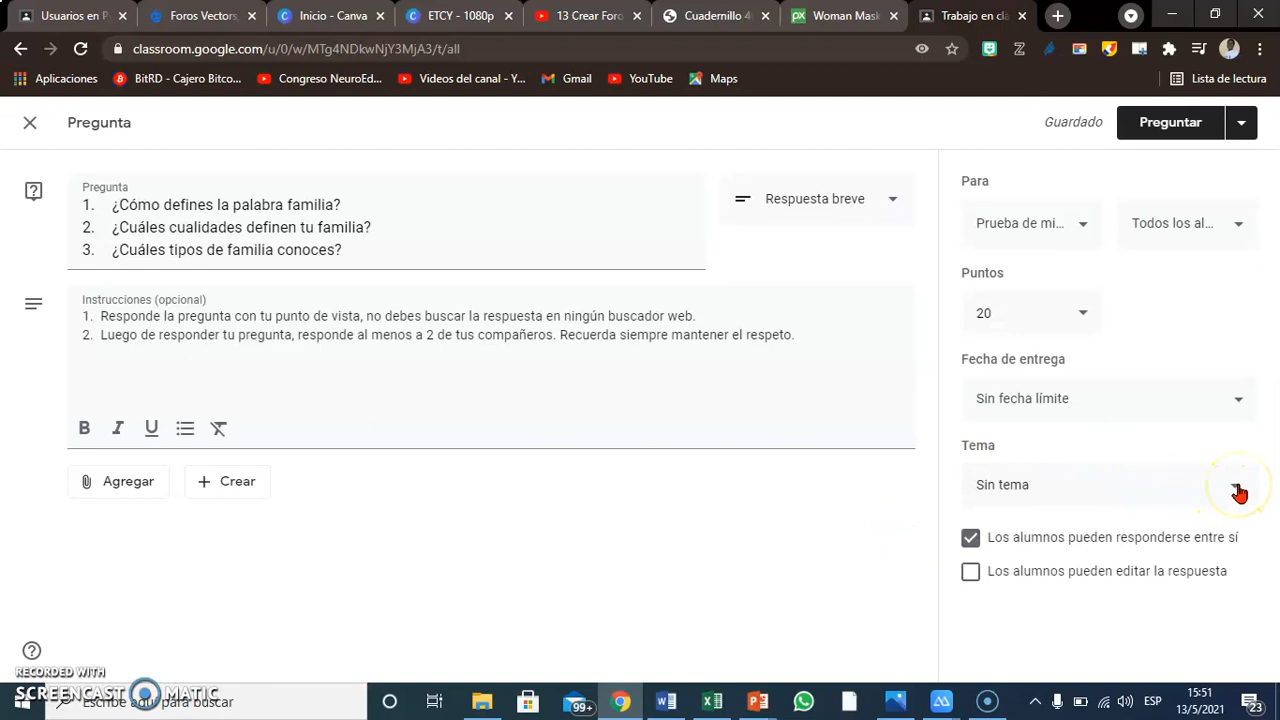 Usuarios en P
Foros Vectors,
Inicio - Canva
ETCY - 1080p
13 Crear Foro
Cuadernillo 4
Woman Mask
Trabajo en cla
classroom.google.com/u/0/w/MTg4NDkwNjY3MjA3/t/all
Aplicaciones
BitRD - Cajero Bitco...
Congreso NeuroEd...
Videos del canal - Y...
Gmail
YouTube
Maps
Lista de lectura
Pregunta
Guardado
Preguntar
Pregunta
1. ¿Cómo defines la palabra familia?
2. ¿Cuáles cualidades definen tu familia?
3. ¿Cuáles tipos de familia conoces?
Respuesta breve
Instrucciones (opcional)
1. Responde la pregunta con tu punto de vista, no debes buscar la respuesta en ningún buscador web.
2. Luego de responder tu pregunta, responde al menos a 2 de tus compañeros. Recuerda siempre mantener el respeto.
B I U
Agregar
Crear
Para
Prueba de mi...
Todos los al...
Puntos
20
Fecha de entrega
Sin fecha límite
Tema
Sin tema
Los alumnos pueden responderse entre sí
Los alumnos pueden editar la respuesta
RECORDED WITH
SCREENCAST MATIC
Escribe aquí para buscar
99+
ESP
15:51
13/5/2021
23